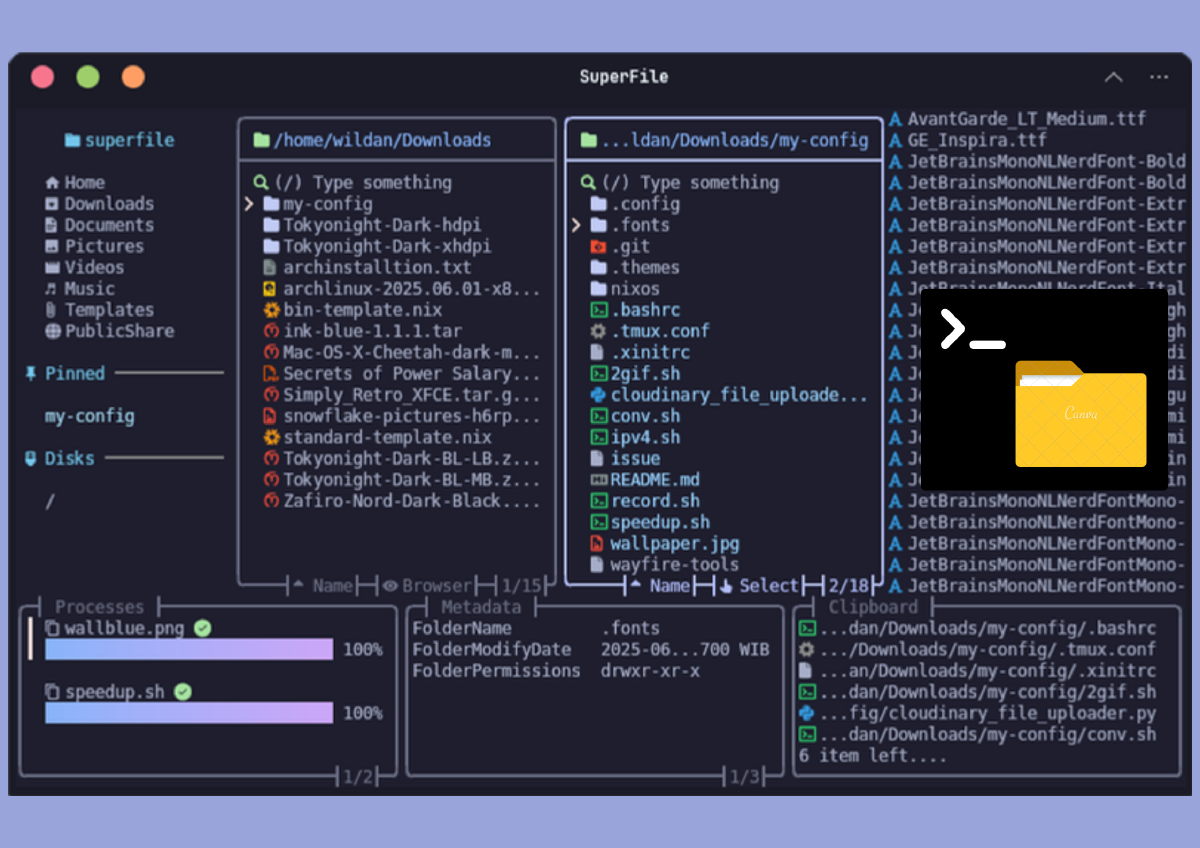 SuperFile
superfile
Home
Downloads
Documents
Pictures
Videos
Music
Templates
PublicShare
Pinned
my-config
Disks
/
/home/wildan/Downloads
(/) Type something
my-config
Tokyonight-Dark-hdpi
Tokyonight-Dark-xhdpi
archinstalltion.txt
archlinux-2025.06.01-x8...
bin-template.nix
ink-blue-1.1.1.tar
Mac-OS-X-Cheetah-dark-m...
Secrets of Power Salary...
Simply_Retro_XFCE.tar.g...
snowflake-pictures-h6rp...
standard-template.nix
Tokyonight-Dark-BL-LB.z...
Tokyonight-Dark-BL-MB.z...
Zafiro-Nord-Dark-Black....
Name Browser 1/15
...ldan/Downloads/my-config
(/) Type something
.config
.fonts
.git
.themes
nixos
.bashrc
.tmux.conf
.xinitrc
2gif.sh
cloudinary_file_uploade...
conv.sh
ipv4.sh
issue
README.md
record.sh
speedup.sh
wallpaper.jpg
wayfire-tools
Name Select 2/18
AvantGarde_LT_Medium.ttf
GE_Inspira.ttf
JetBrainsMonoNLNerdFont-Bold
JetBrainsMonoNLNerdFont-Bold
JetBrainsMonoNLNerdFont-Extr
JetBrainsMonoNLNerdFont-Extr
JetBrainsMonoNLNerdFont-Extr
JetBrainsMonoNLNerdFont-Extr
JetBrainsMonoNLNerdFont-Ital
>_
Canva
JetBrainsMonoNLNerdFontMono-
JetBrainsMonoNLNerdFontMono-
JetBrainsMonoNLNerdFontMono-
JetBrainsMonoNLNerdFontMono-
JetBrainsMonoNLNerdFontMono-
Processes
wallblue.png
100%
speedup.sh
100%
1/2
Metadata
FolderName .fonts
FolderModifyDate 2025-06...700 WIB
FolderPermissions drwxr-xr-x
1/3
Clipboard
...dan/Downloads/my-config/.bashrc
.../Downloads/my-config/.tmux.conf
...an/Downloads/my-config/.xinitrc
...dan/Downloads/my-config/2gif.sh
...fig/cloudinary_file_uploader.py
...dan/Downloads/my-config/conv.sh
6 item left....